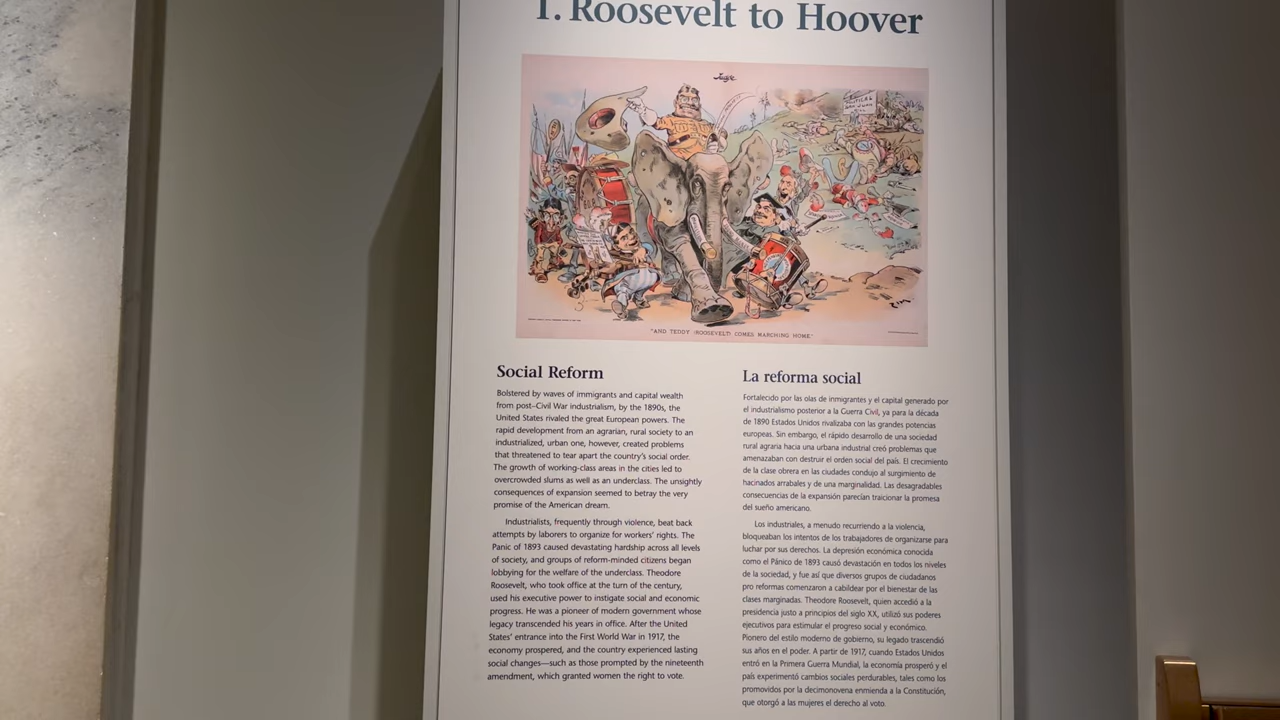 T. Roosevelt to Hoover
Judge
"AND TEDDY (ROOSEVELT) COMES MARCHING HOME"
Social Reform
Bolstered by waves of immigrants and capital wealth
from post–Civil War industrialism, by the 1890s, the
United States rivaled the great European powers. The
rapid development from an agrarian, rural society to an
industrialized, urban one, however, created problems
that threatened to tear apart the country's social order.
The growth of working-class areas in the cities led to
overcrowded slums as well as an underclass. The unsightly
consequences of expansion seemed to betray the very
promise of the American dream.
Industrialists, frequently through violence, beat back
attempts by laborers to organize for workers' rights. The
Panic of 1893 caused devastating hardship across all levels
of society, and groups of reform-minded citizens began
lobbying for the welfare of the underclass. Theodore
Roosevelt, who took office at the turn of the century,
used his executive power to instigate social and economic
progress. He was a pioneer of modern government whose
legacy transcended his years in office. After the United
States' entrance into the First World War in 1917, the
economy prospered, and the country experienced lasting
social changes—such as those prompted by the nineteenth
amendment, which granted women the right to vote.
La reforma social
Fortalecido por las olas de inmigrantes y el capital generado por
el industrialismo posterior a la Guerra Civil, ya para la década
de 1890 Estados Unidos rivalizaba con las grandes potencias
europeas. Sin embargo, el rápido desarrollo de una sociedad
rural agraria hacia una urbana industrial creó problemas que
amenazaban con destruir el orden social del país. El crecimiento
de la clase obrera en las ciudades condujo al surgimiento de
hacinados arrabales y de una marginalidad. Las desagradables
consecuencias de la expansión parecían traicionar la promesa
del sueño americano.
Los industriales, a menudo recurriendo a la violencia,
bloqueaban los intentos de los trabajadores de organizarse para
luchar por sus derechos. La depresión económica conocida
como el Pánico de 1893 causó devastación en todos los niveles
de la sociedad, y fue así que diversos grupos de ciudadanos
pro reformas comenzaron a cabildear por el bienestar de las
clases marginadas. Theodore Roosevelt, quien accedió a la
presidencia justo a principios del siglo XX, utilizó sus poderes
ejecutivos para estimular el progreso social y económico.
Pionero del estilo moderno de gobierno, su legado trascendió
sus años en el poder. A partir de 1917, cuando Estados Unidos
entró en la Primera Guerra Mundial, la economía prosperó y el
país experimentó cambios sociales perdurables, tales como los
promovidos por la decimonovena enmienda a la Constitución,
que otorgó a las mujeres el derecho al voto.